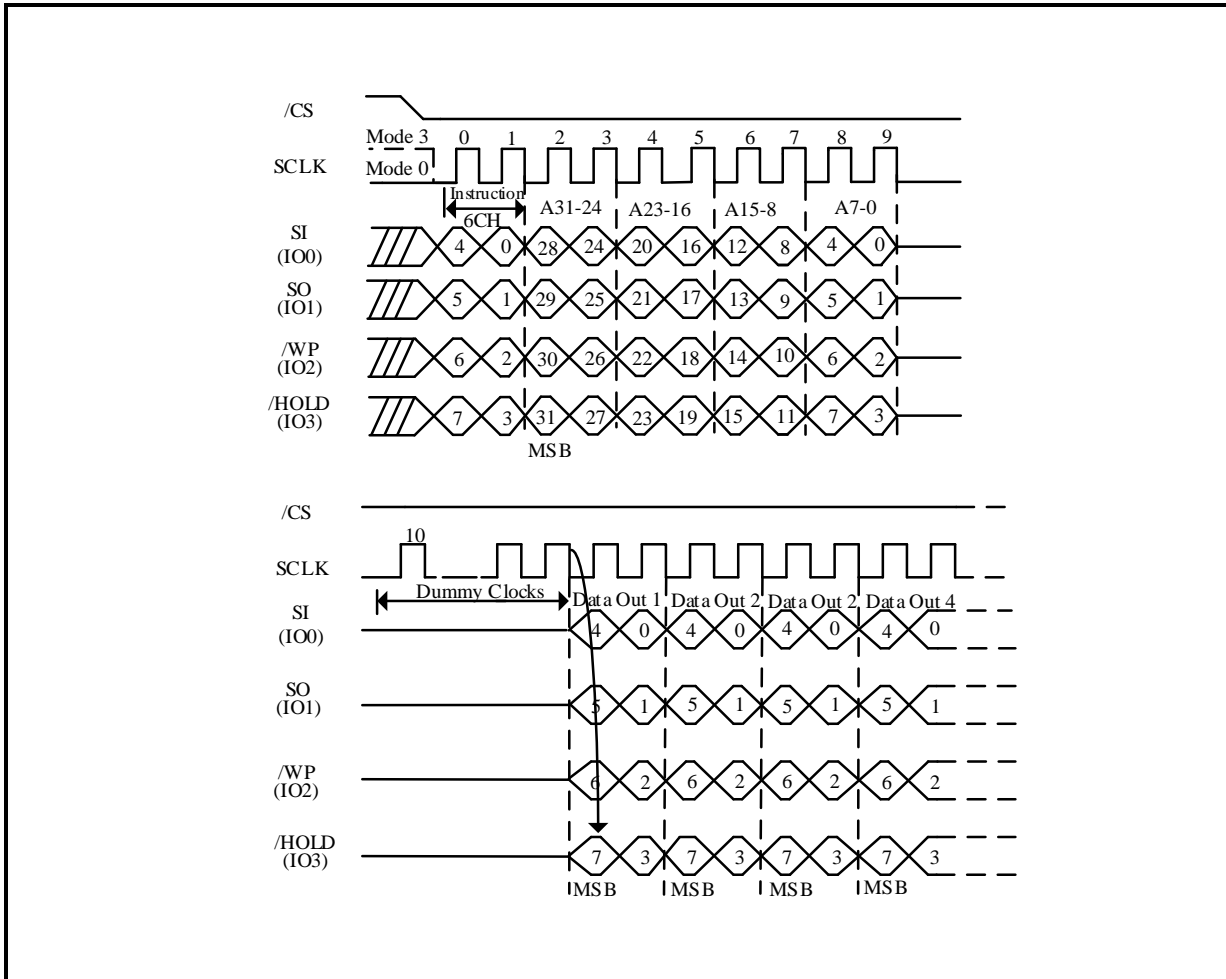 /CS
Mode 3 0 1 2 3 4 5 6 7 8 9
SCLK
Mode 0
Instruction
6CH
A31-24 A23-16 A15-8 A7-0
SI
(IO0)
4 0 28 24 20 16 12 8 4 0
SO
(IO1)
5 1 29 25 21 17 13 9 5 1
/WP
(IO2)
6 2 30 26 22 18 14 10 6 2
/HOLD
(IO3)
7 3 31 27 23 19 15 11 7 3
MSB
/CS
10
SCLK
Dummy Clocks
Data Out 1 Data Out 2 Data Out 2 Data Out 4
SI
(IO0)
4 0 4 0 4 0 4 0
SO
(IO1)
5 1 5 1 5 1 5 1
/WP
(IO2)
6 2 6 2 6 2 6 2
/HOLD
(IO3)
7 3 7 3 7 3 7 3
MSB MSB MSB MSB